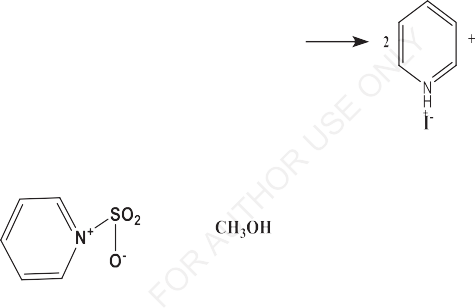 2 +
N
H
+
I-
SO2
N+
O-
CH3OH
FOR AUTHOR USE ONLY